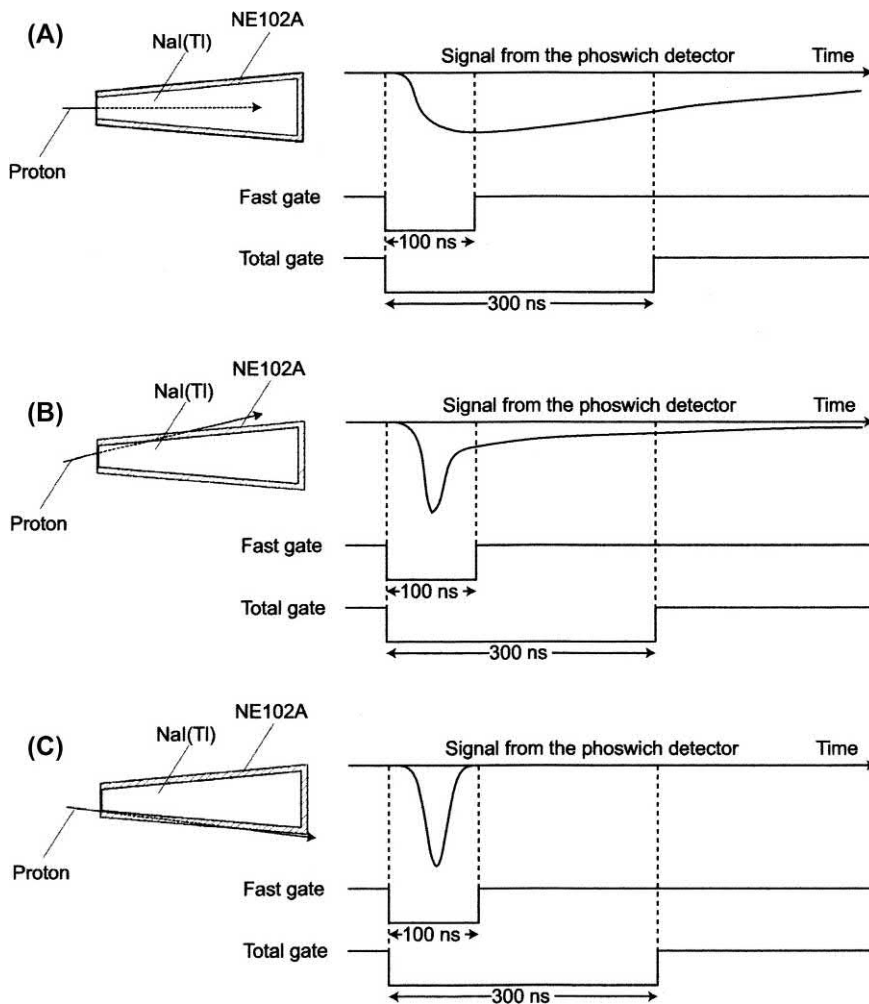 (A)
NE102A
NaI(Tl)
Proton
Signal from the phoswich detector Time
Fast gate
100 ns
Total gate
300 ns
(B)
NE102A
NaI(Tl)
Proton
Signal from the phoswich detector Time
Fast gate
100 ns
Total gate
300 ns
(C)
NE102A
NaI(Tl)
Proton
Signal from the phoswich detector Time
Fast gate
100 ns
Total gate
300 ns